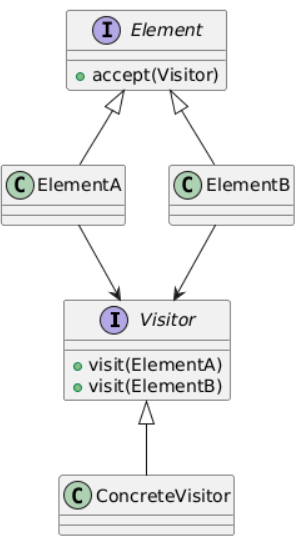 I Element
+ accept(Visitor)
C ElementA
C ElementB
I Visitor
visit(ElementA)
visit(ElementB)
C ConcreteVisitor